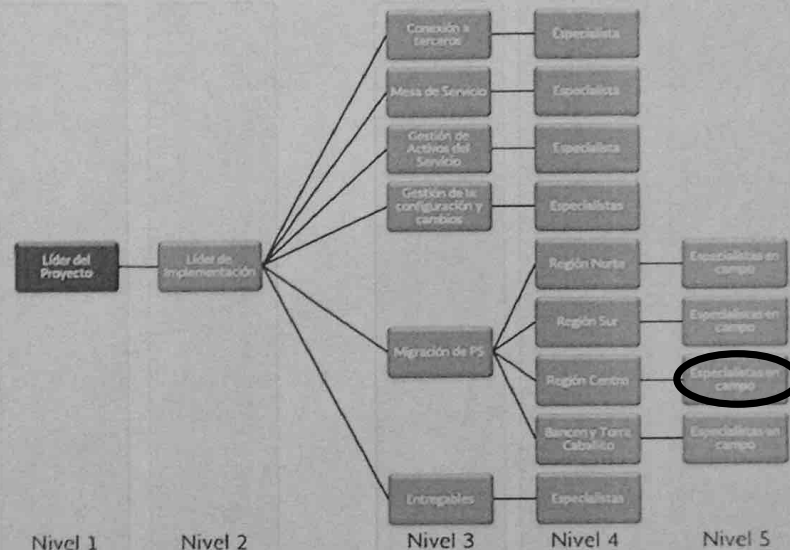 Conexión a
terceros
Especialista
Mesa de Servicio
Especialista
Gestión de
Activos del
Servicio
Especialista
Gestión de la
configuración y
cambios
Especialistas
Líder del
Proyecto
Líder de
Implementación
Migración de PS
Región Norte
Especialistas en
campo
Región Sur
Especialistas en
campo
Región Centro
Especialistas en
campo
Bancen y Torre
Caballito
Especialistas en
campo
Entregables
Especialistas
Nivel 1
Nivel 2
Nivel 3
Nivel 4
Nivel 5